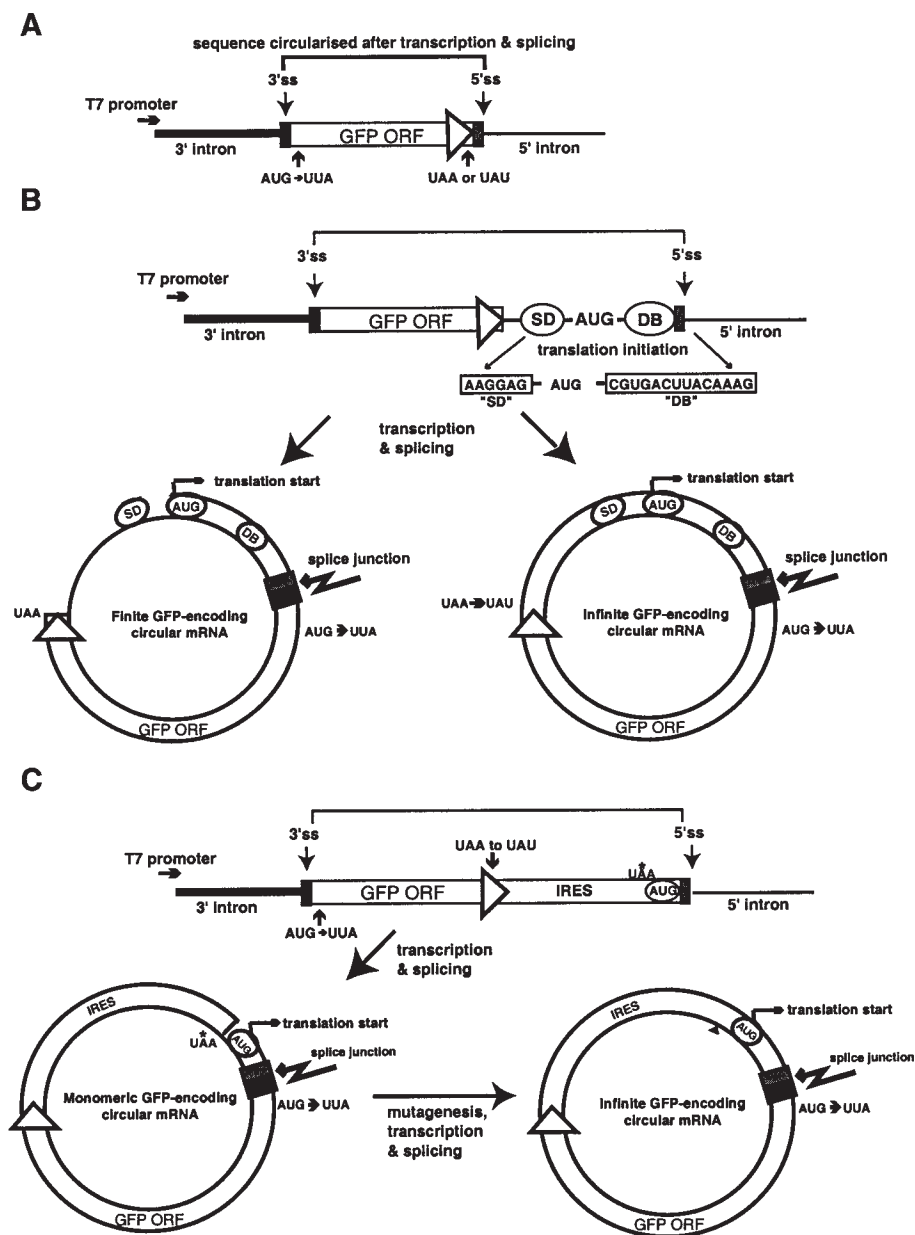 A
sequence circularised after transcription & splicing
3'ss 5'ss
T7 promoter
GFP ORF
3' intron 5' intron
AUG➔UUA UAA or UAU
B
3'ss 5'ss
T7 promoter
GFP ORF SD AUG DB
3' intron 5' intron
translation initiation
AAGGAG AUG CGUGACUUACAAAG
"SD" "DB"
transcription
& splicing
translation start translation start
SD AUG DB SD AUG DB
splice junction splice junction
UAA UAA➔UAU
Finite GFP-encoding
circular mRNA
Infinite GFP-encoding
circular mRNA
AUG➔UUA AUG➔UUA
GFP ORF GFP ORF
C
3'ss 5'ss
UAA to UAU
T7 promoter
*
UAA
GFP ORF IRES AUG
3' intron 5' intron
AUG➔UUA
transcription
& splicing
IRES IRES
translation start translation start
*
UAA AUG AUG
splice junction splice junction
Monomeric GFP-encoding
circular mRNA
Infinite GFP-encoding
circular mRNA
AUG➔UUA AUG➔UUA
mutagenesis,
transcription
& splicing
GFP ORF GFP ORF